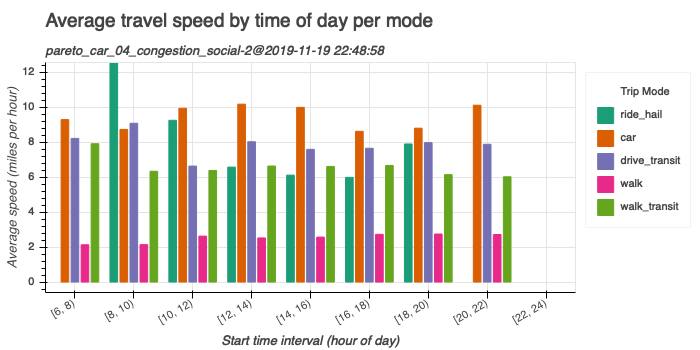 Average travel speed by time of day per mode
pareto_car_04_congestion_social-2@2019-11-19 22:48:58
Average speed (miles per hour)
12
10
8
6
4
2
0
[6, 8)
[8, 10)
[10, 12)
[12, 14)
[14, 16)
[16, 18)
[18, 20)
[20, 22)
[22, 24)
Start time interval (hour of day)
Trip Mode
ride_hail
car
drive_transit
walk
walk_transit